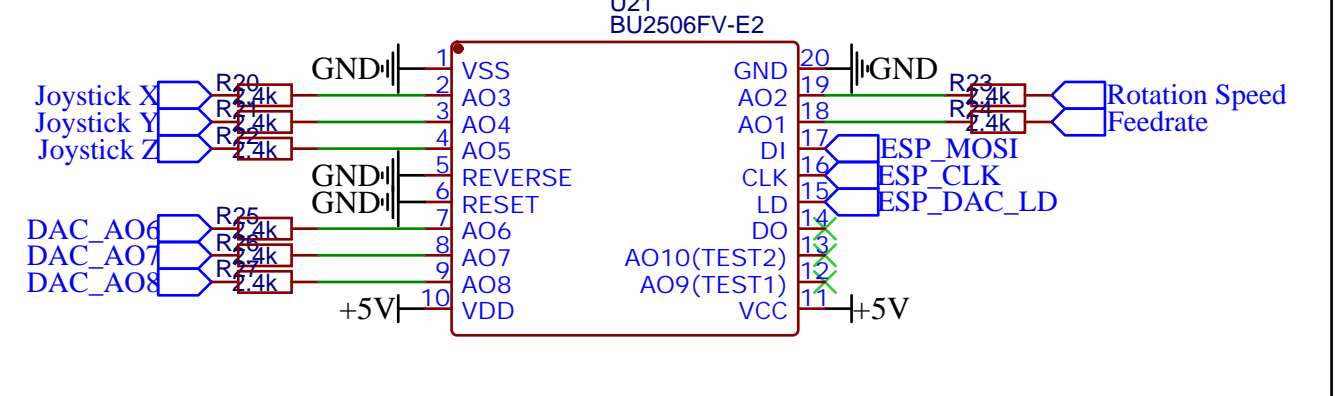 U21
BU2506FV-E2
GND 1 VSS GND 20 GND
Joystick X R20 2.4k 2 AO3 AO2 19 R23 2.4k Rotation Speed
Joystick Y R21 2.4k 3 AO4 AO1 18 R24 2.4k Feedrate
Joystick Z R22 2.4k 4 AO5 DI 17 ESP_MOSI
GND 5 REVERSE CLK 16 ESP_CLK
GND 6 RESET LD 15 ESP_DAC_LD
DAC_AO6 R25 2.4k 7 AO6 DO 14
DAC_AO7 R26 2.4k 8 AO7 AO10(TEST2) 13
DAC_AO8 R27 2.4k 9 AO8 AO9(TEST1) 12
+5V 10 VDD VCC 11 +5V